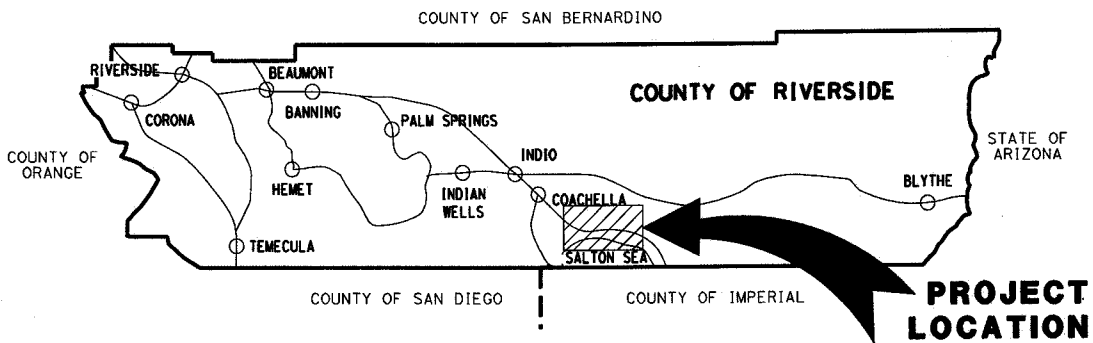 COUNTY OF SAN BERNARDINO
RIVERSIDE
BEAUMONT
COUNTY OF RIVERSIDE
BANNING
CORONA
PALM SPRINGS
STATE OF
ARIZONA
COUNTY OF
ORANGE
INDIO
HEMET
INDIAN
WELLS
COACHELLA
BLYTHE
TEMECULA
SALTON SEA
COUNTY OF SAN DIEGO
COUNTY OF IMPERIAL
PROJECT
LOCATION